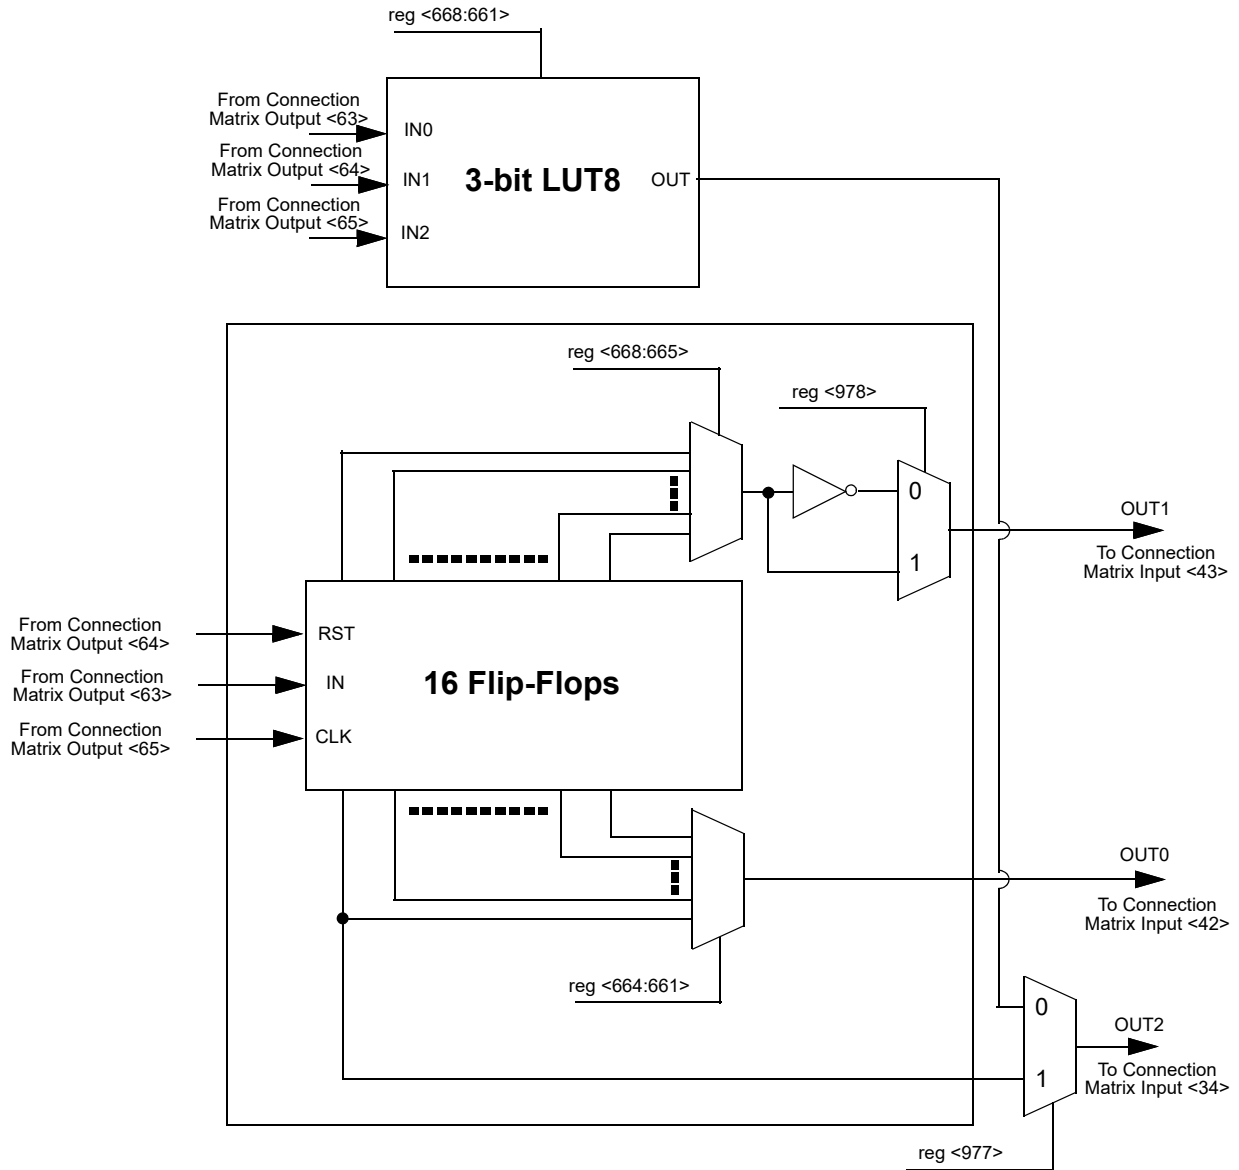 reg <668:661>
From Connection
Matrix Output <63>
IN0
From Connection
Matrix Output <64>
IN1
3-bit LUT8
OUT
From Connection
Matrix Output <65>
IN2
reg <668:665>
reg <978>
0
OUT1
1
To Connection
Matrix Input <43>
From Connection
Matrix Output <64>
RST
From Connection
Matrix Output <63>
IN
16 Flip-Flops
From Connection
Matrix Output <65>
CLK
OUT0
To Connection
Matrix Input <42>
reg <664:661>
0
OUT2
1
To Connection
Matrix Input <34>
reg <977>